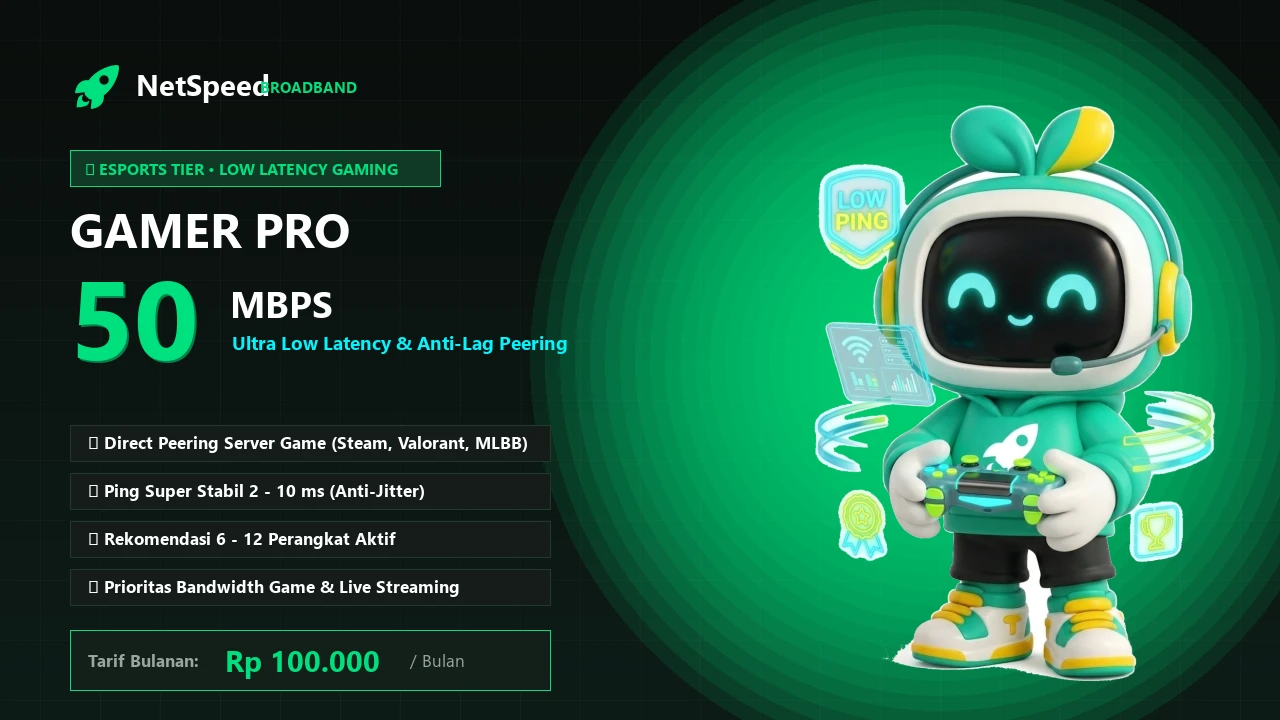 NetSpeed BROADBAND
ESPORTS TIER • LOW LATENCY GAMING
GAMER PRO
50 MBPS
Ultra Low Latency & Anti-Lag Peering
Direct Peering Server Game (Steam, Valorant, MLBB)
Ping Super Stabil 2 - 10 ms (Anti-Jitter)
Rekomendasi 6 - 12 Perangkat Aktif
Prioritas Bandwidth Game & Live Streaming
Tarif Bulanan: Rp 100.000 / Bulan
LOW
PING